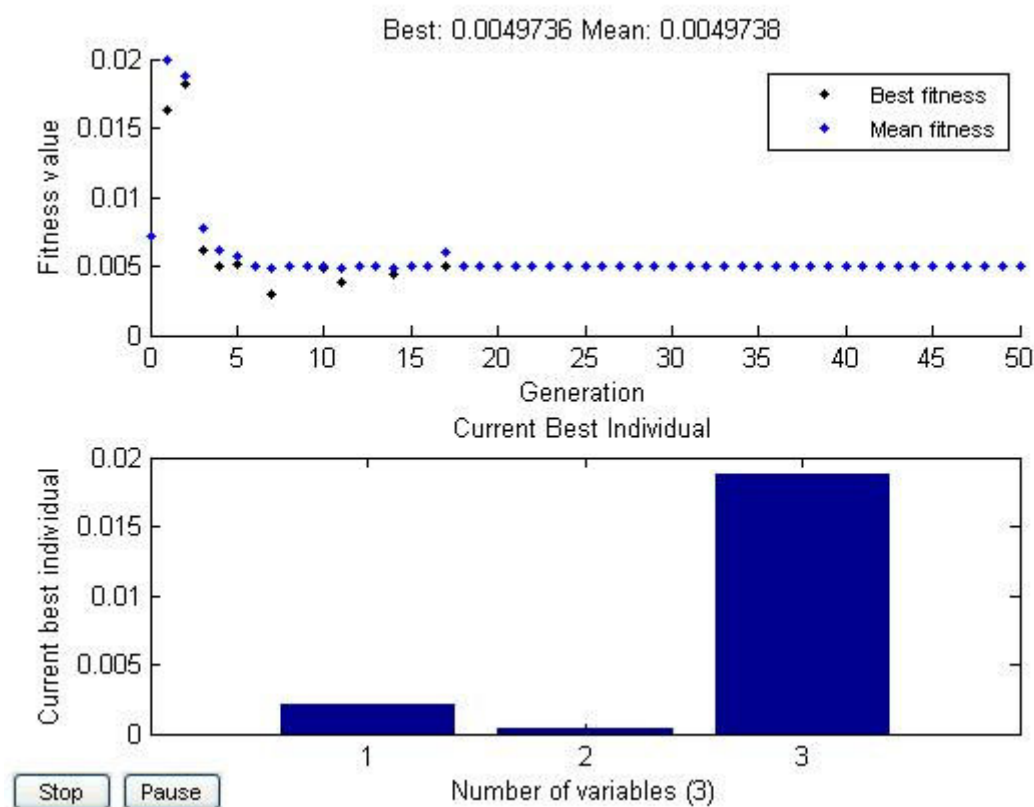 Best: 0.0049736 Mean: 0.0049738
0.02
0.015
0.01
0.005
0
Fitness value
Best fitness
Mean fitness
0 5 10 15 20 25 30 35 40 45 50
Generation
Current Best Individual
0.02
0.015
0.01
0.005
0
Current best individual
1 2 3
Number of variables (3)
Stop Pause